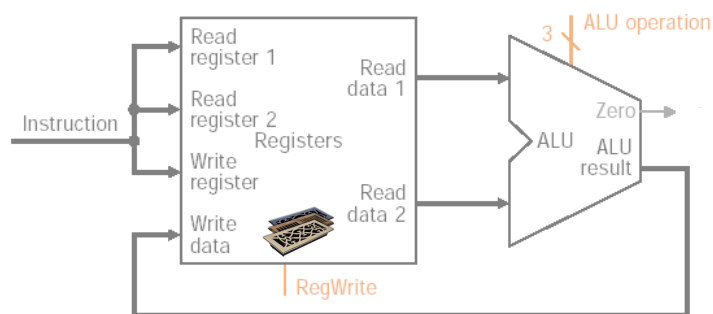 3
ALU operation
Read
register 1
Read
data 1
Read
register 2
Instruction
Registers
Zero
ALU
ALU
result
Write
register
Read
data 2
Write
data
RegWrite